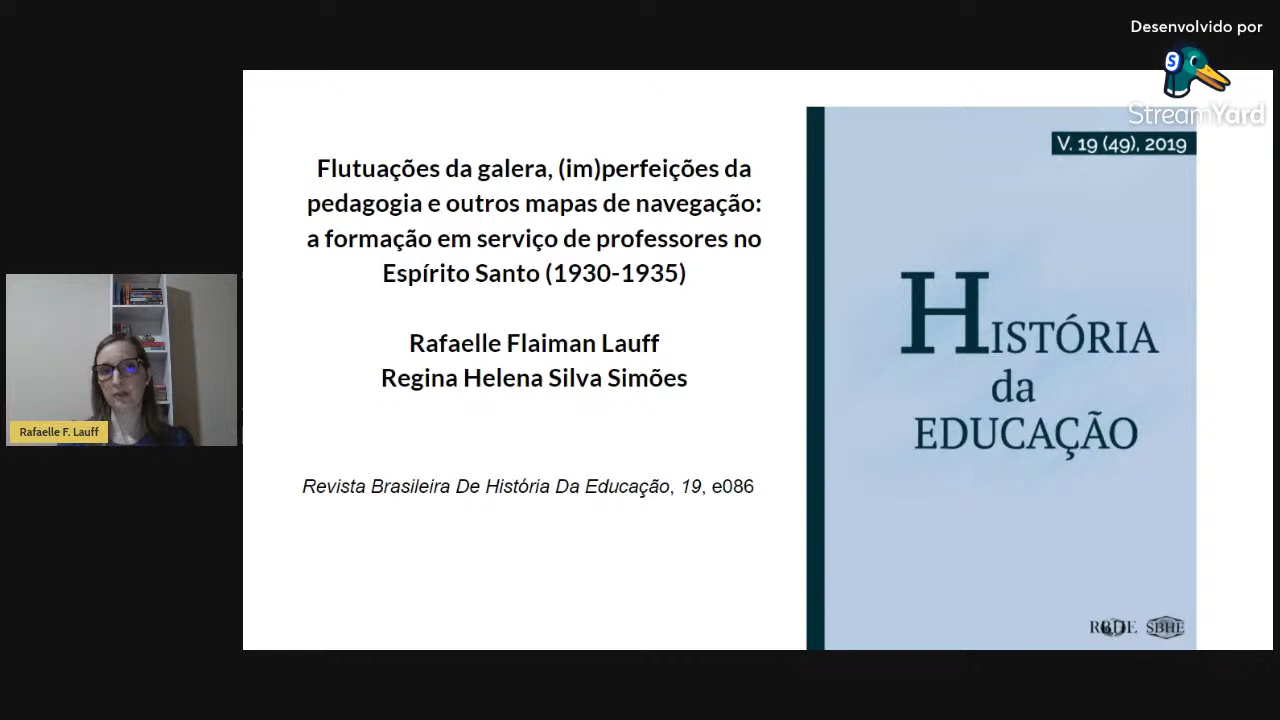 Desenvolvido por
StreamYard
V. 19 (49), 2019
Flutuações da galera, (im)perfeições da
pedagogia e outros mapas de navegação:
a formação em serviço de professores no
Espírito Santo (1930-1935)
Rafaelle Flaiman Lauff
Regina Helena Silva Simões
Revista Brasileira De História Da Educação, 19, e086
HISTÓRIA
da
EDUCAÇÃO
SBHE
Rafaelle F. Lauff